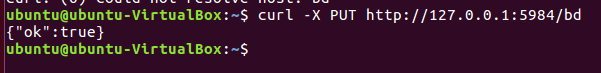 curl: (6) Could not resolve host: bd
ubuntu@ubuntu-VirtualBox:~$ curl -X PUT http://127.0.0.1:5984/bd
{"ok":true}
ubuntu@ubuntu-VirtualBox:~$